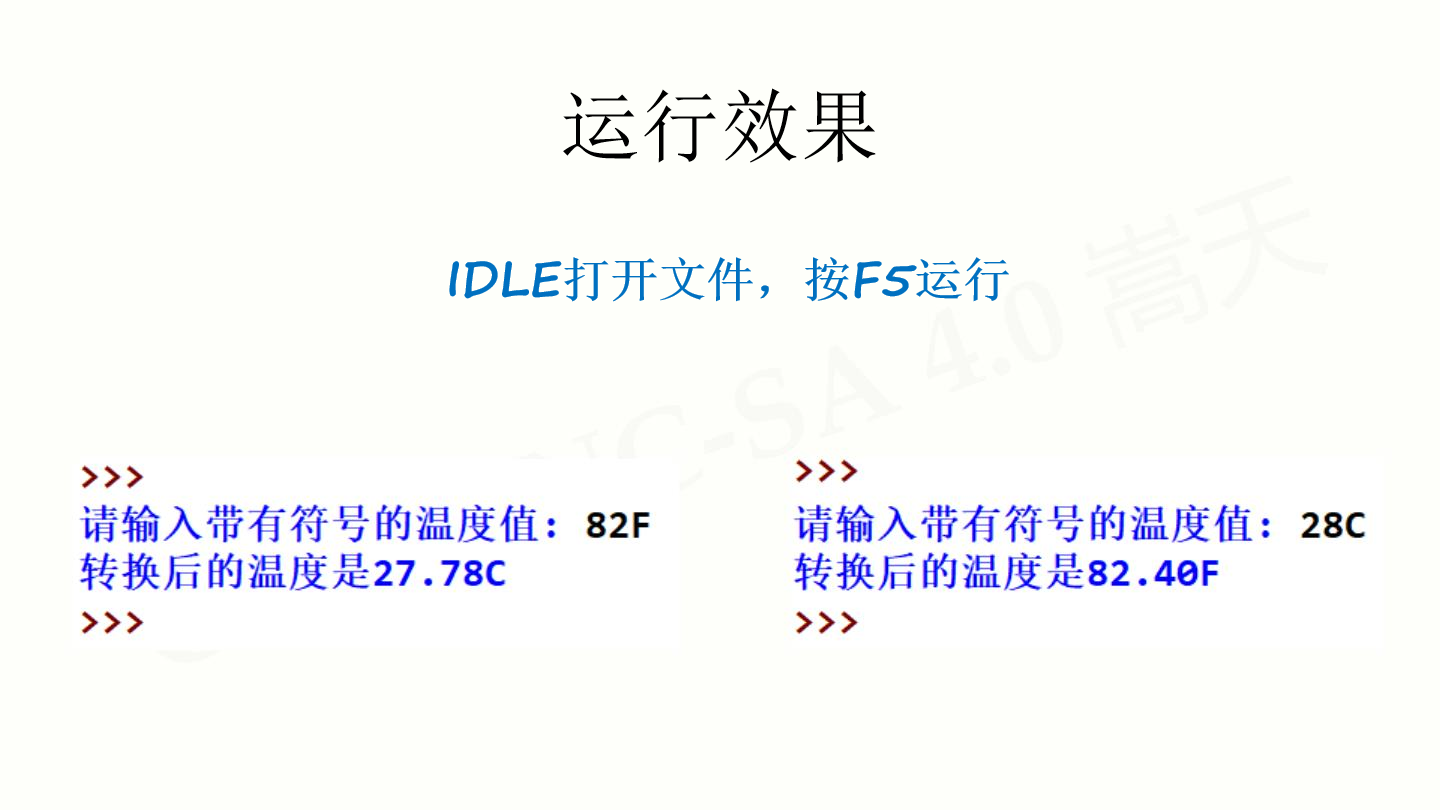 运行效果
IDLE打开文件，按F5运行
NC-SA 4.0 嵩天
>>>
请输入带有符号的温度值：82F
转换后的温度是27.78C
>>>
>>>
请输入带有符号的温度值：28C
转换后的温度是82.40F
>>>